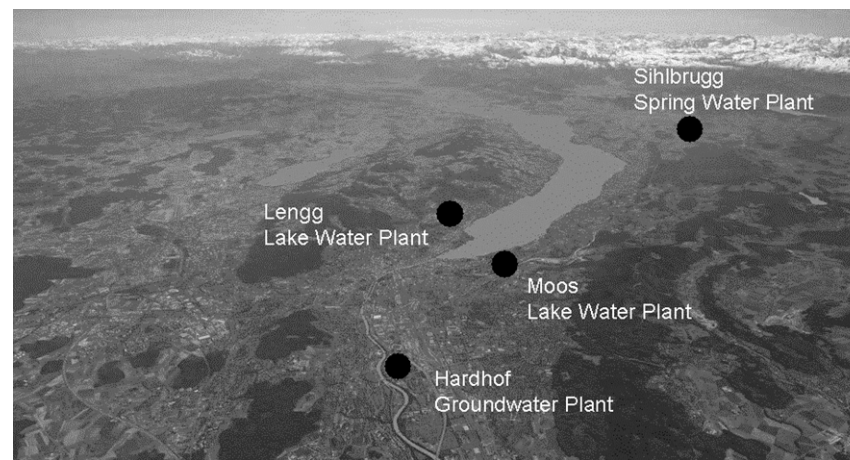 Sihlbrugg
Spring Water Plant
Lengg
Lake Water Plant
Moos
Lake Water Plant
Hardhof
Groundwater Plant